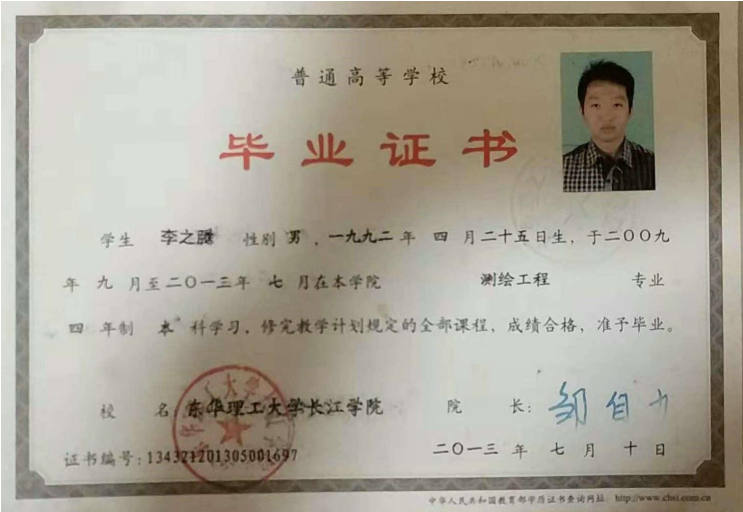 普通高等学校
毕业证书
学生 李之腾 性别 男，一九九二年 四 月二十五日生，于二〇〇九
年 九 月至二〇一三年 七 月在本学院 测绘工程 专业
四 年制 本 科学习，修完教学计划规定的全部课程，成绩合格，准予毕业。
校 名：东华理工大学长江学院 院 长：邹自力
证书编号：134321201305001697 二〇一三 年 七 月 十 日
中华人民共和国教育部学历证书查询网址：http://www.chsi.com.cn